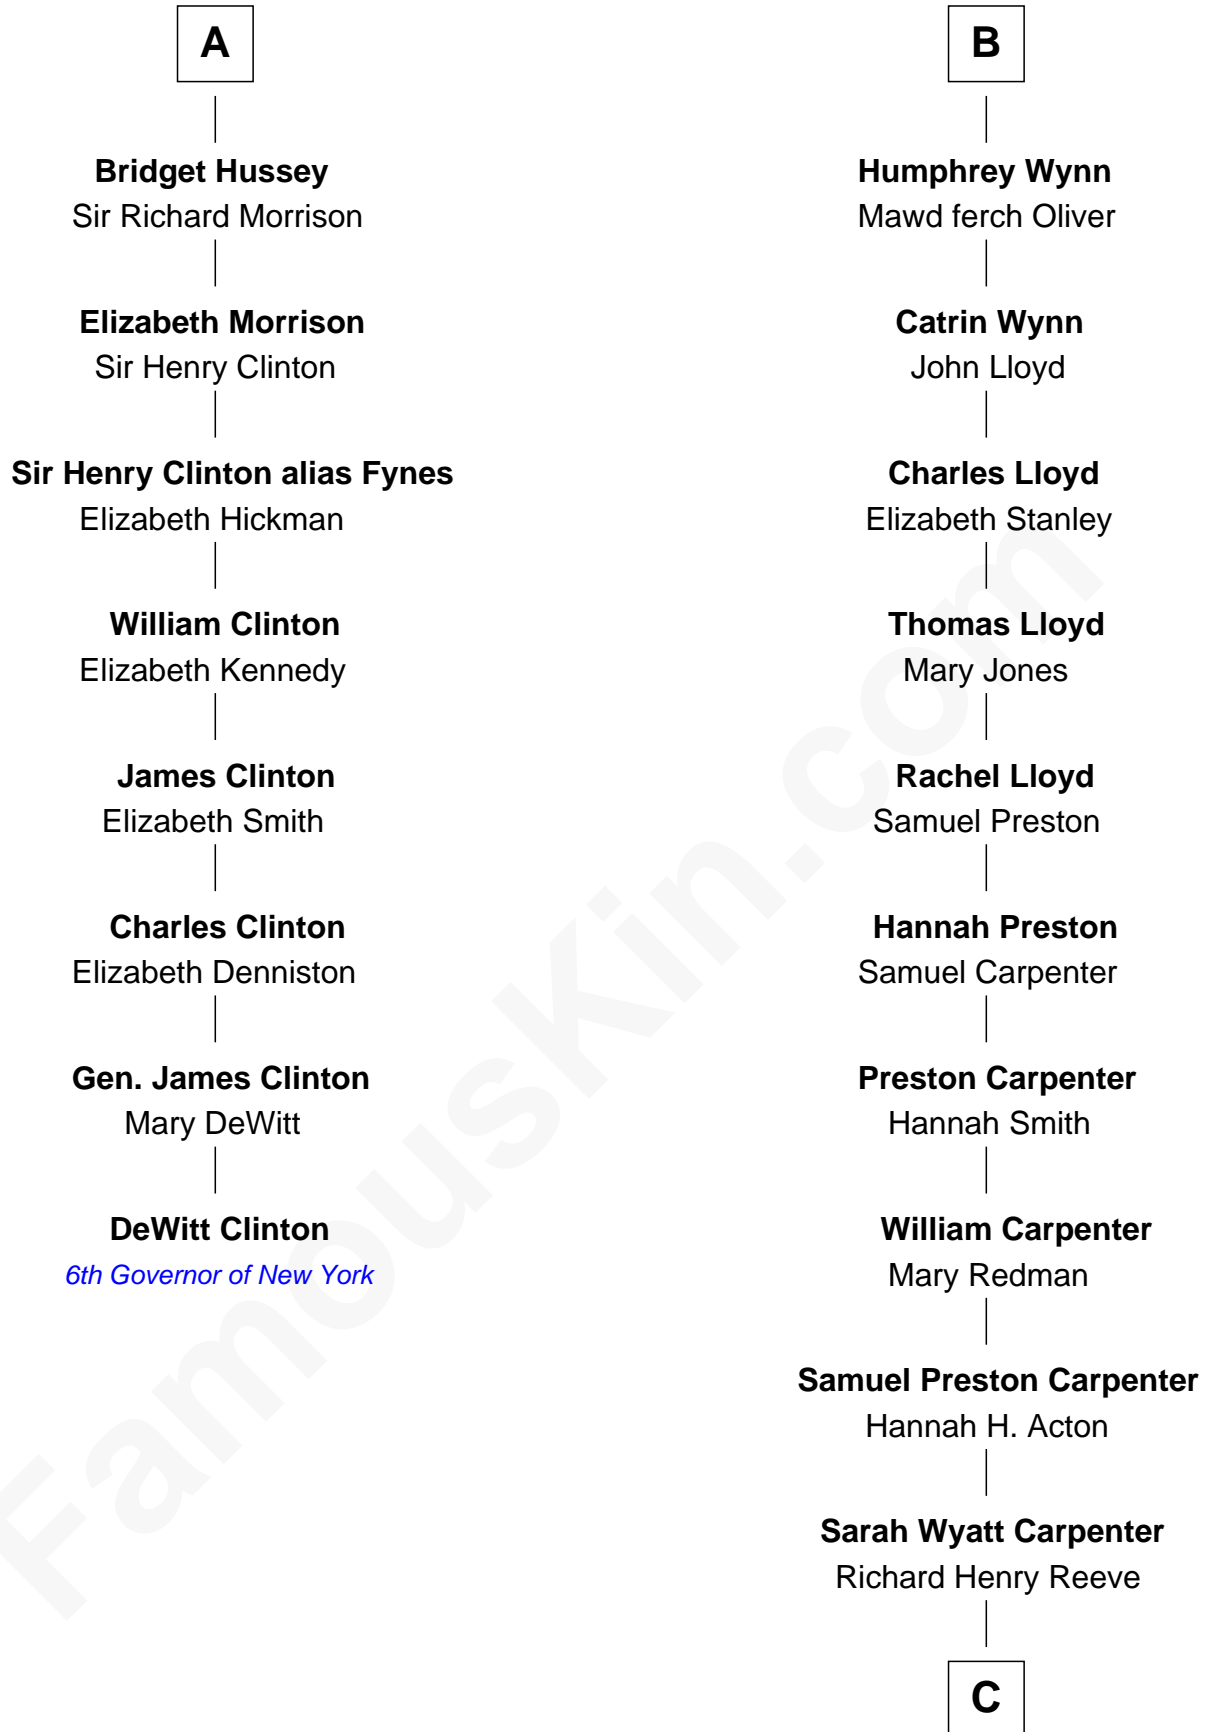 A
Bridget Hussey
Sir Richard Morrison
Elizabeth Morrison
Sir Henry Clinton
Sir Henry Clinton alias Fynes
Elizabeth Hickman
William Clinton
Elizabeth Kennedy
James Clinton
Elizabeth Smith
Charles Clinton
Elizabeth Denniston
Gen. James Clinton
Mary DeWitt
DeWitt Clinton
6th Governor of New York
B
Humphrey Wynn
Mawd ferch Oliver
Catrin Wynn
John Lloyd
Charles Lloyd
Elizabeth Stanley
Thomas Lloyd
Mary Jones
Rachel Lloyd
Samuel Preston
Hannah Preston
Samuel Carpenter
Preston Carpenter
Hannah Smith
William Carpenter
Mary Redman
Samuel Preston Carpenter
Hannah H. Acton
Sarah Wyatt Carpenter
Richard Henry Reeve
C
FamousKin.com